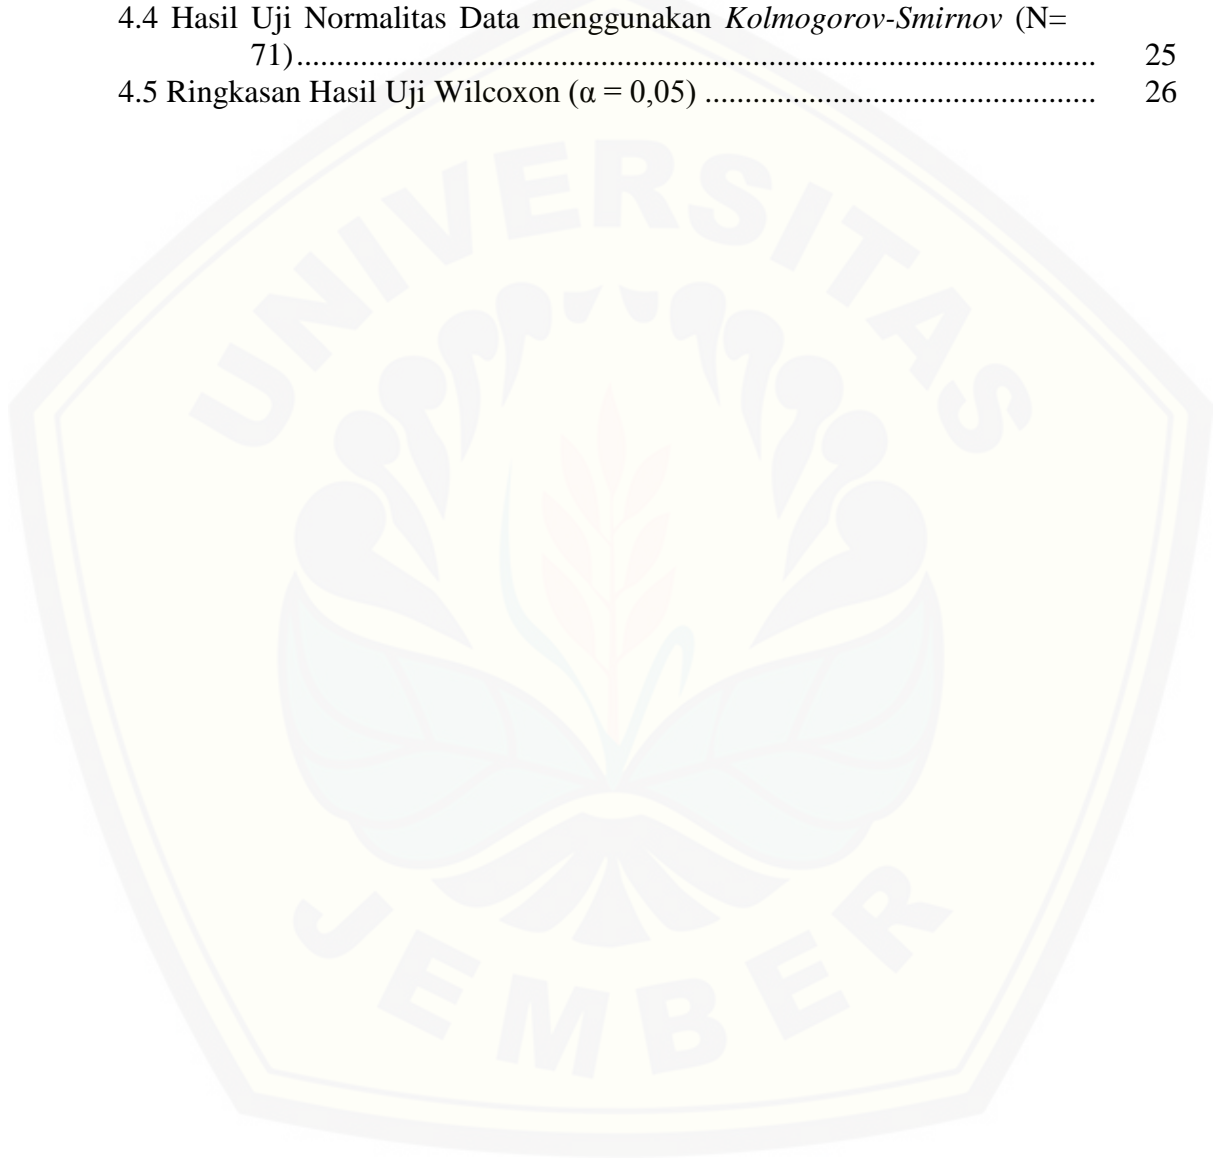 4.4 Hasil Uji Normalitas Data menggunakan Kolmogorov-Smirnov (N=
71).................................................................................................... 25
4.5 Ringkasan Hasil Uji Wilcoxon (α = 0,05) ................................................. 26
UNIVERSITAS
JEMBER